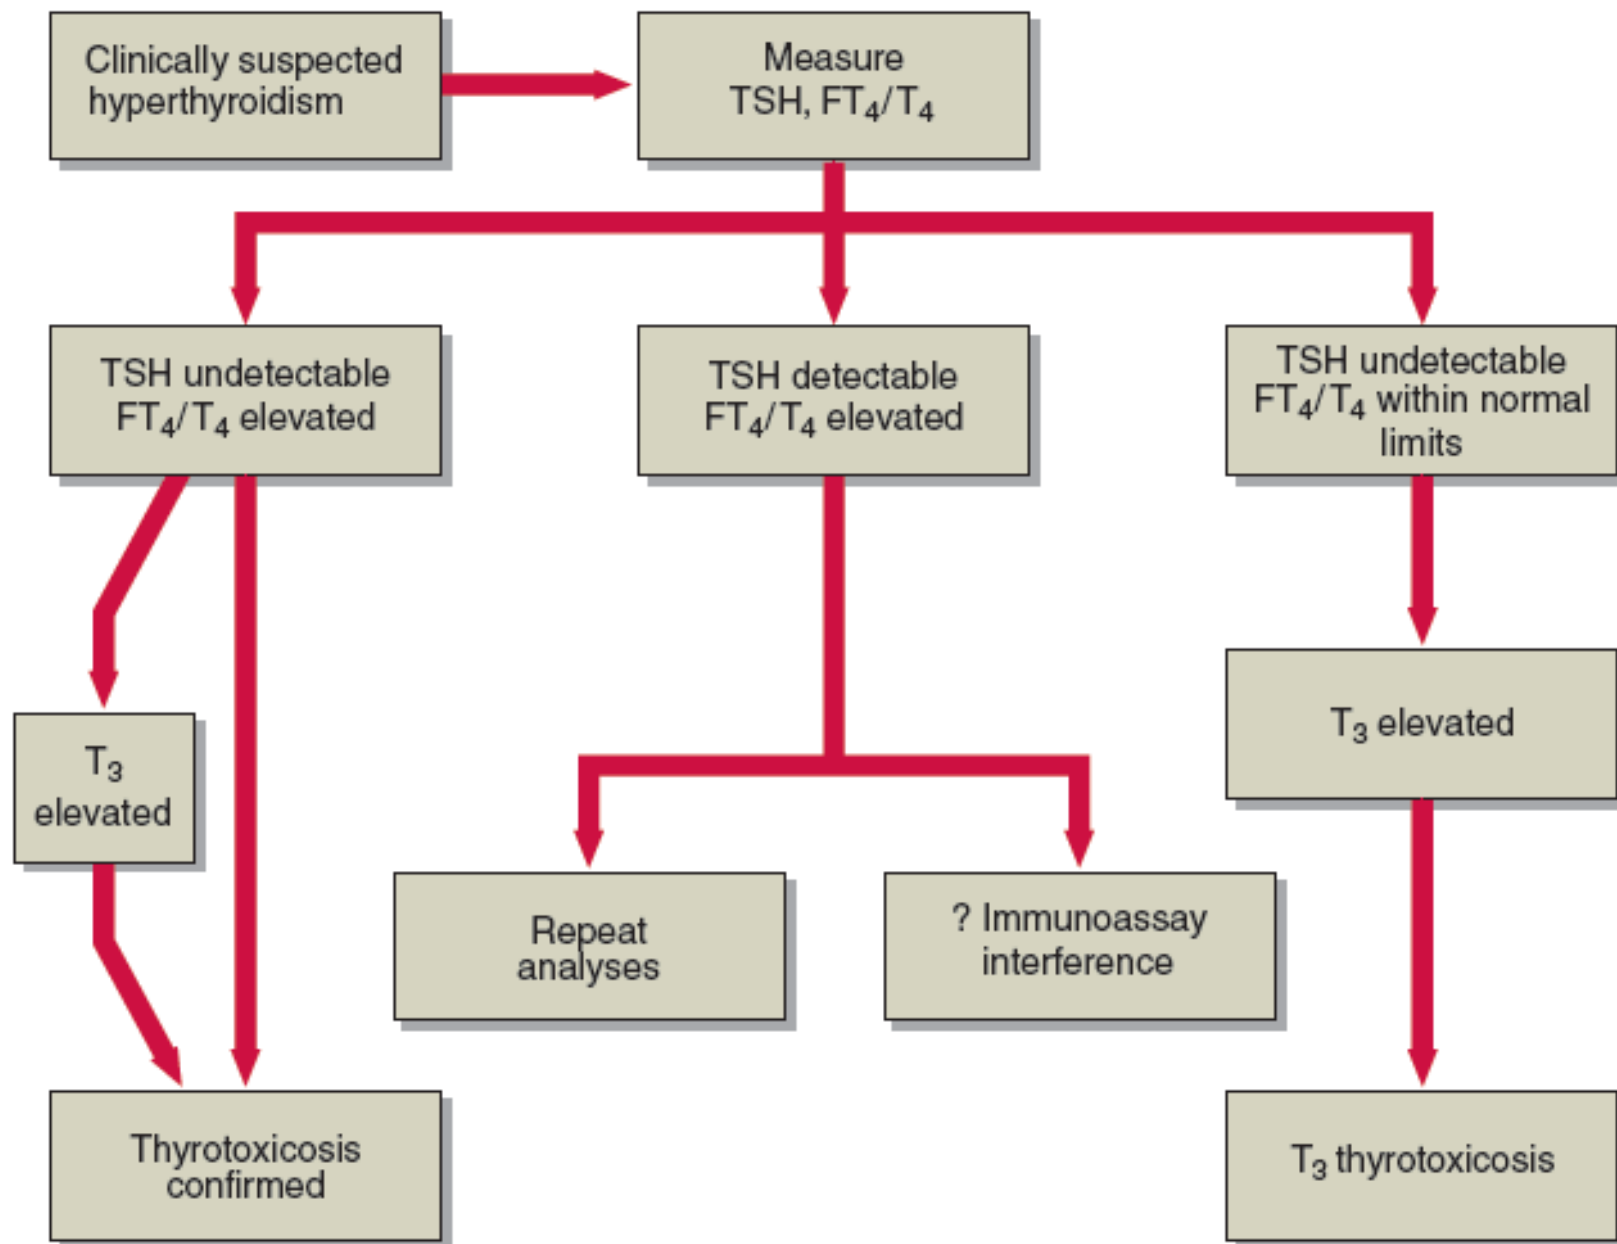 Clinically suspected
hyperthyroidism
Measure
TSH, FT₄/T₄
TSH undetectable
FT₄/T₄ elevated
TSH detectable
FT₄/T₄ elevated
TSH undetectable
FT₄/T₄ within normal
limits
T₃
elevated
T₃ elevated
Repeat
analyses
? Immunoassay
interference
Thyrotoxicosis
confirmed
T₃ thyrotoxicosis